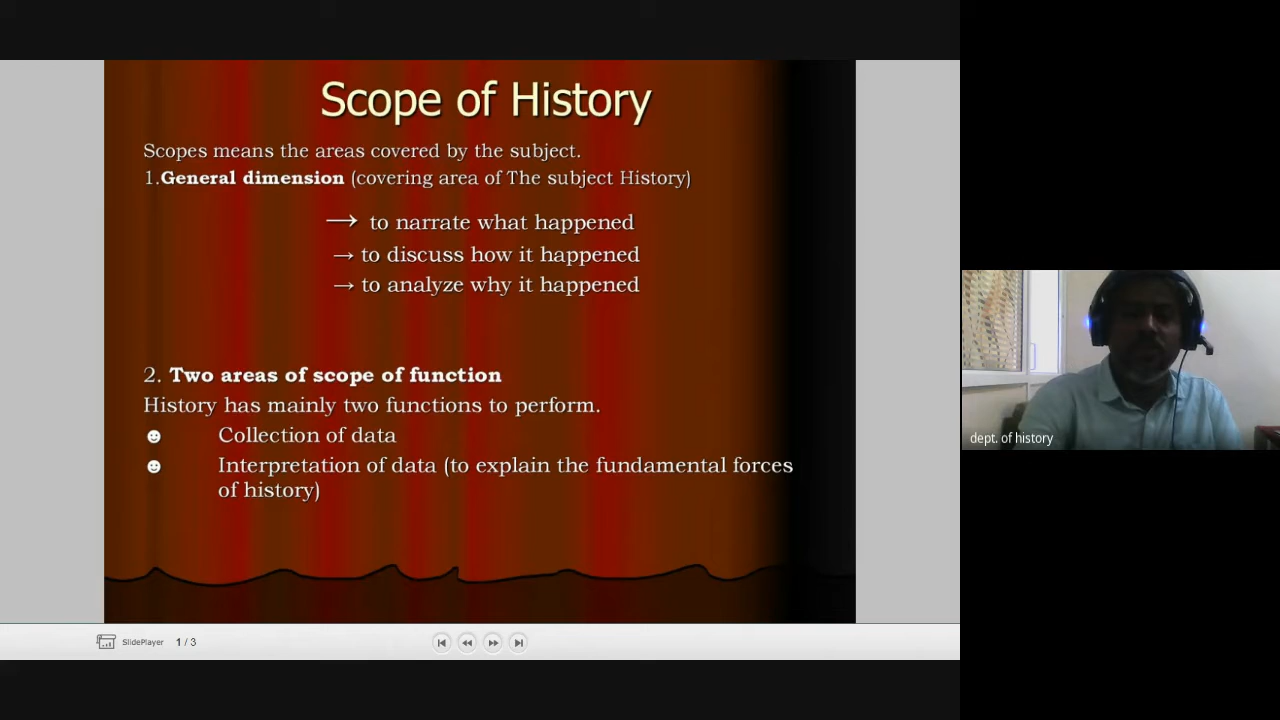 Scope of History
Scopes means the areas covered by the subject.
1.General dimension (covering area of The subject History)
→ to narrate what happened
→ to discuss how it happened
→ to analyze why it happened
2. Two areas of scope of function
History has mainly two functions to perform.
☻ Collection of data
☻ Interpretation of data (to explain the fundamental forces
of history)
dept. of history
SlidePlayer 1 / 3